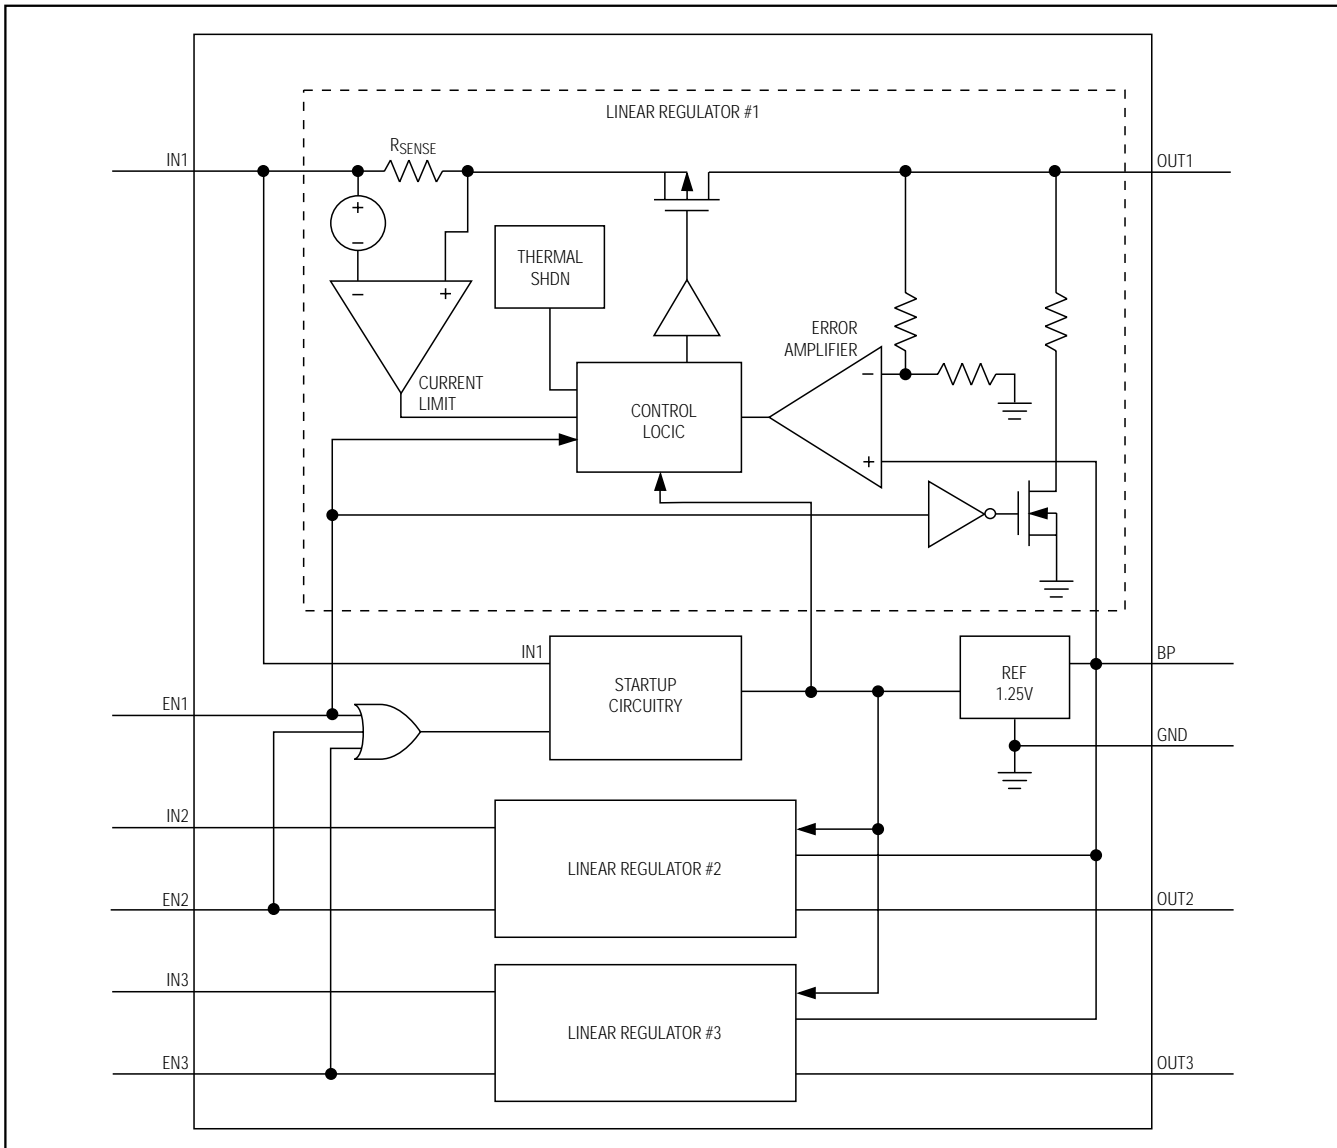 LINEAR REGULATOR #1
RSENSE
IN1
OUT1
+
−
THERMAL
SHDN
−
+
ERROR
AMPLIFIER
−
CURRENT
LIMIT
CONTROL
LOCIC
+
IN1
STARTUP
CIRCUITRY
REF
1.25V
BP
EN1
GND
IN2
LINEAR REGULATOR #2
EN2
OUT2
IN3
LINEAR REGULATOR #3
EN3
OUT3